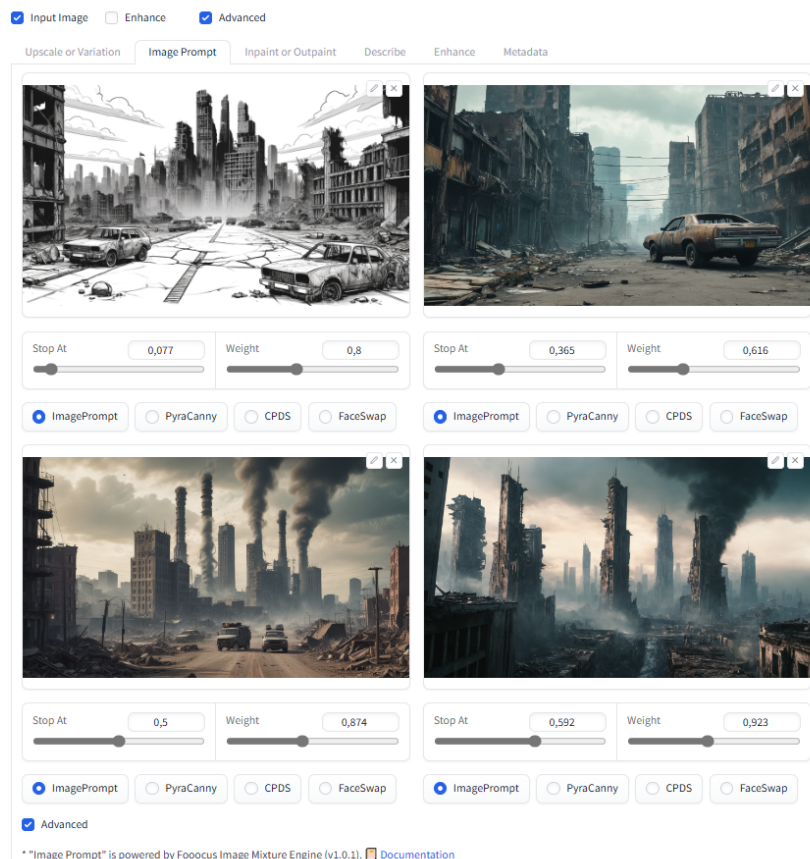 Input Image Enhance Advanced
Upscale or Variation Image Prompt Inpaint or Outpaint Describe Enhance Metadata
Stop At 0,077 Weight 0,8 Stop At 0,365 Weight 0,616
ImagePrompt PyraCanny CPDS FaceSwap ImagePrompt PyraCanny CPDS FaceSwap
Stop At 0,5 Weight 0,874 Stop At 0,592 Weight 0,923
ImagePrompt PyraCanny CPDS FaceSwap ImagePrompt PyraCanny CPDS FaceSwap
Advanced
* "Image Prompt" is powered by Fooocus Image Mixture Engine (v1.0.1). Documentation